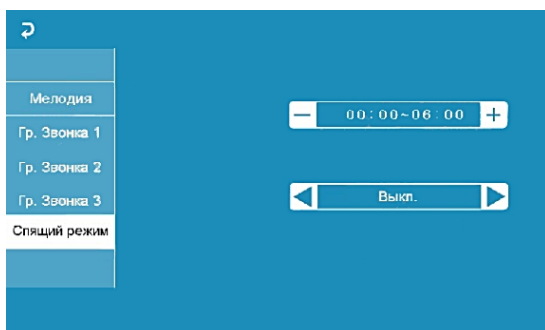 Мелодия
00:00~06:00
Гр. Звонка 1
Гр. Звонка 2
Гр. Звонка 3
Выкл.
Спящий режим